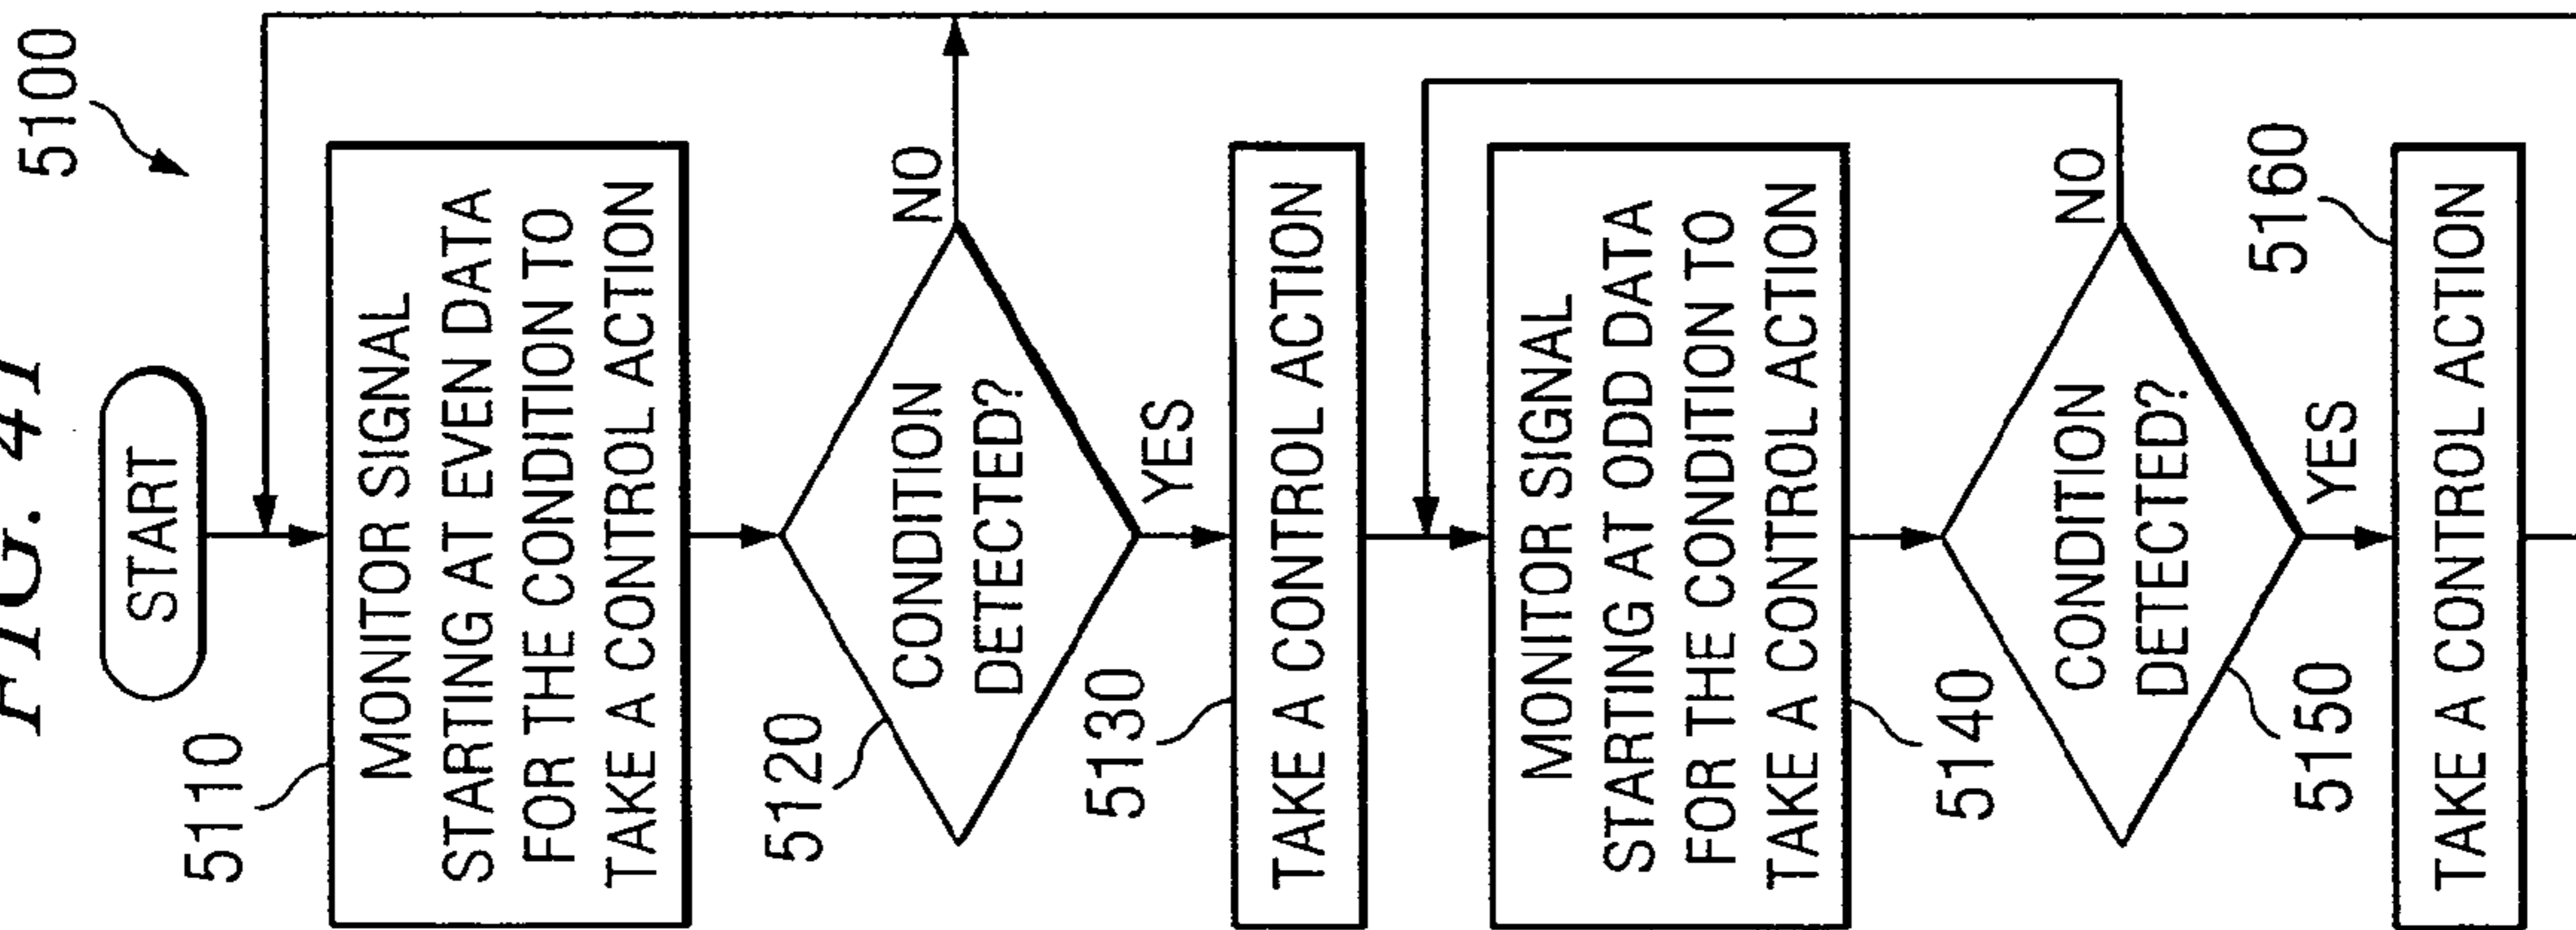 FIG. 41
5100
START
5110
MONITOR SIGNAL
STARTING AT EVEN DATA
FOR THE CONDITION TO
TAKE A CONTROL ACTION
5120
CONDITION
DETECTED?
NO
YES
5130
TAKE A CONTROL ACTION
5140
MONITOR SIGNAL
STARTING AT ODD DATA
FOR THE CONDITION TO
TAKE A CONTROL ACTION
5150
CONDITION
DETECTED?
NO
YES
5160
TAKE A CONTROL ACTION